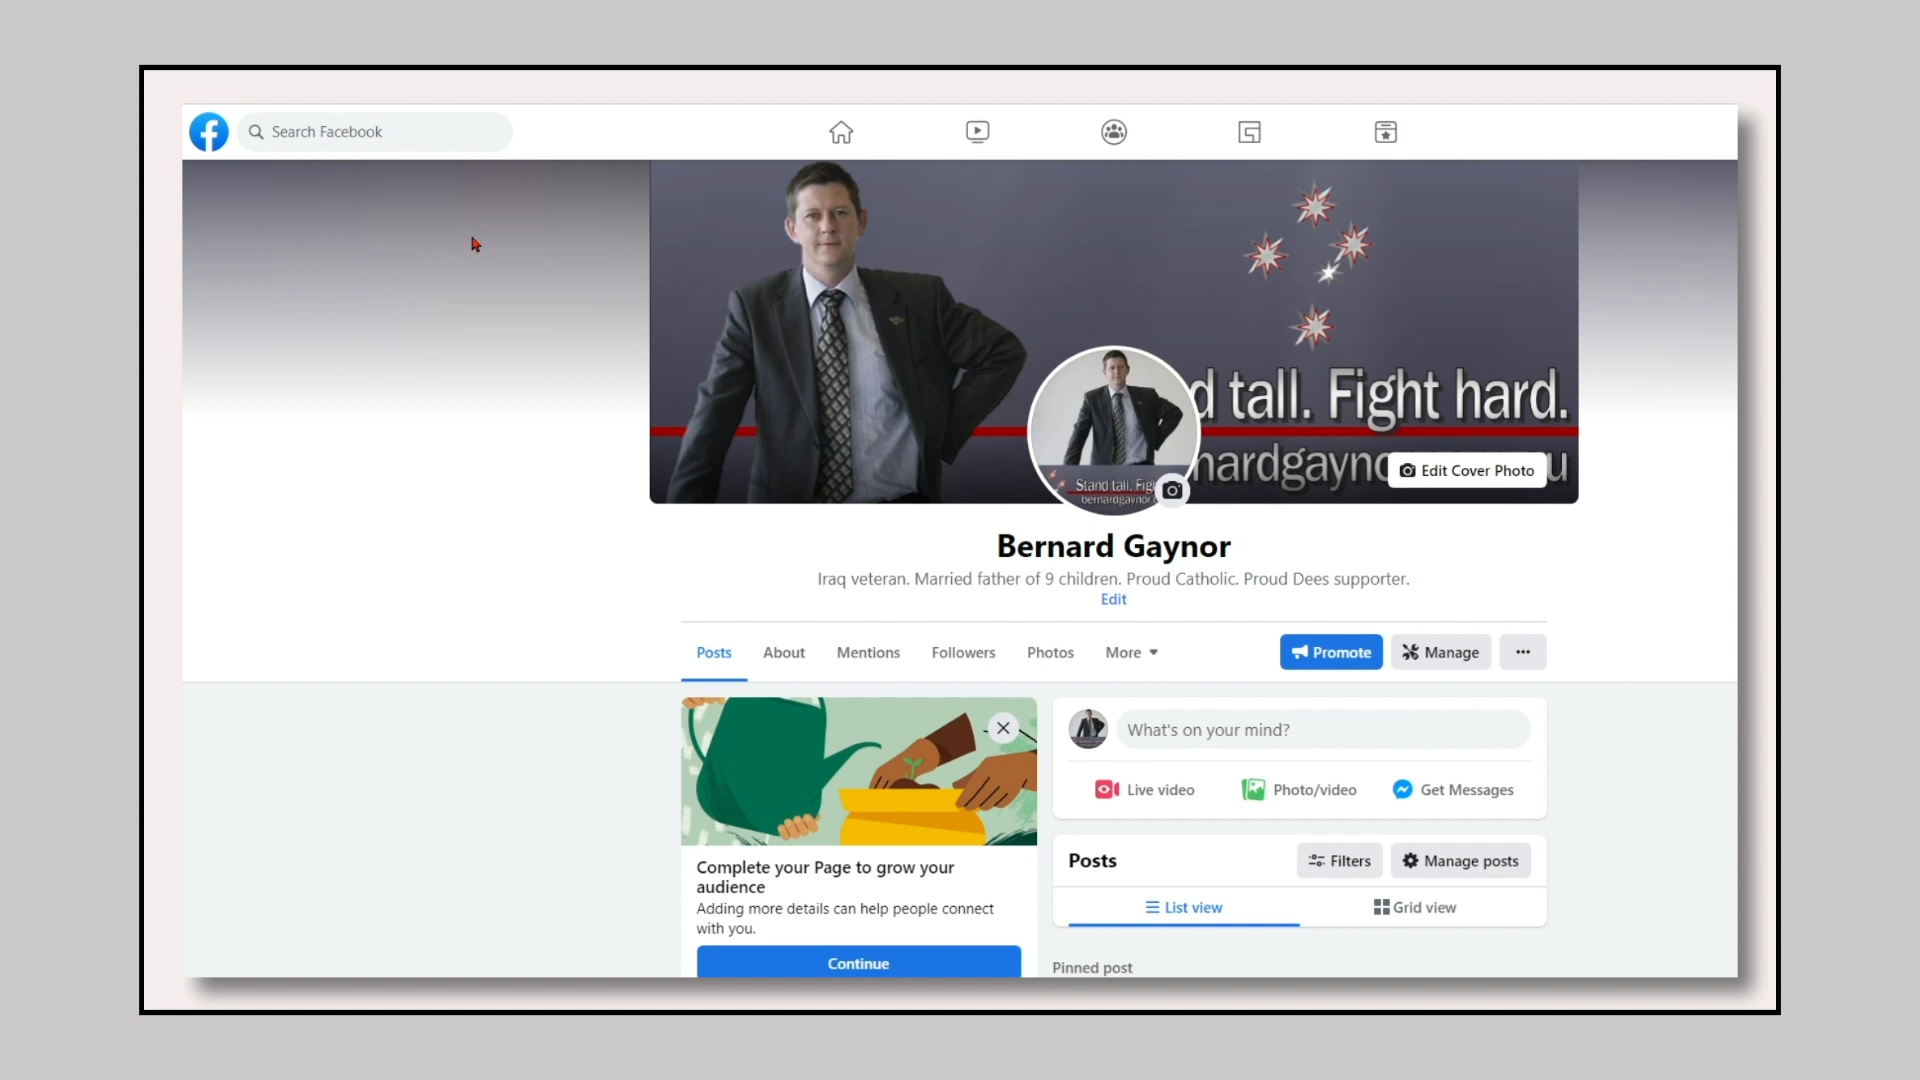 Search Facebook
d tall. Fight hard.
nardgayno
u
Edit Cover Photo
Stand tall. Fig
bernardgaynor.
Bernard Gaynor
Iraq veteran. Married father of 9 children. Proud Catholic. Proud Dees supporter.
Edit
Posts
About
Mentions
Followers
Photos
More
Promote
Manage
What's on your mind?
Live video
Photo/video
Get Messages
Complete your Page to grow your
audience
Adding more details can help people connect
with you.
Continue
Posts
Filters
Manage posts
List view
Grid view
Pinned post